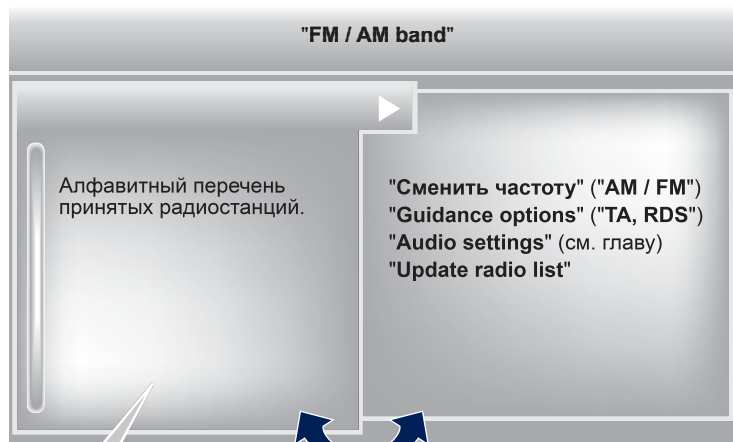 "FM / AM band"
Алфавитный перечень
принятых радиостанций.
"Сменить частоту" ("AM / FM")
"Guidance options" ("TA, RDS")
"Audio settings" (см. главу)
"Update radio list"